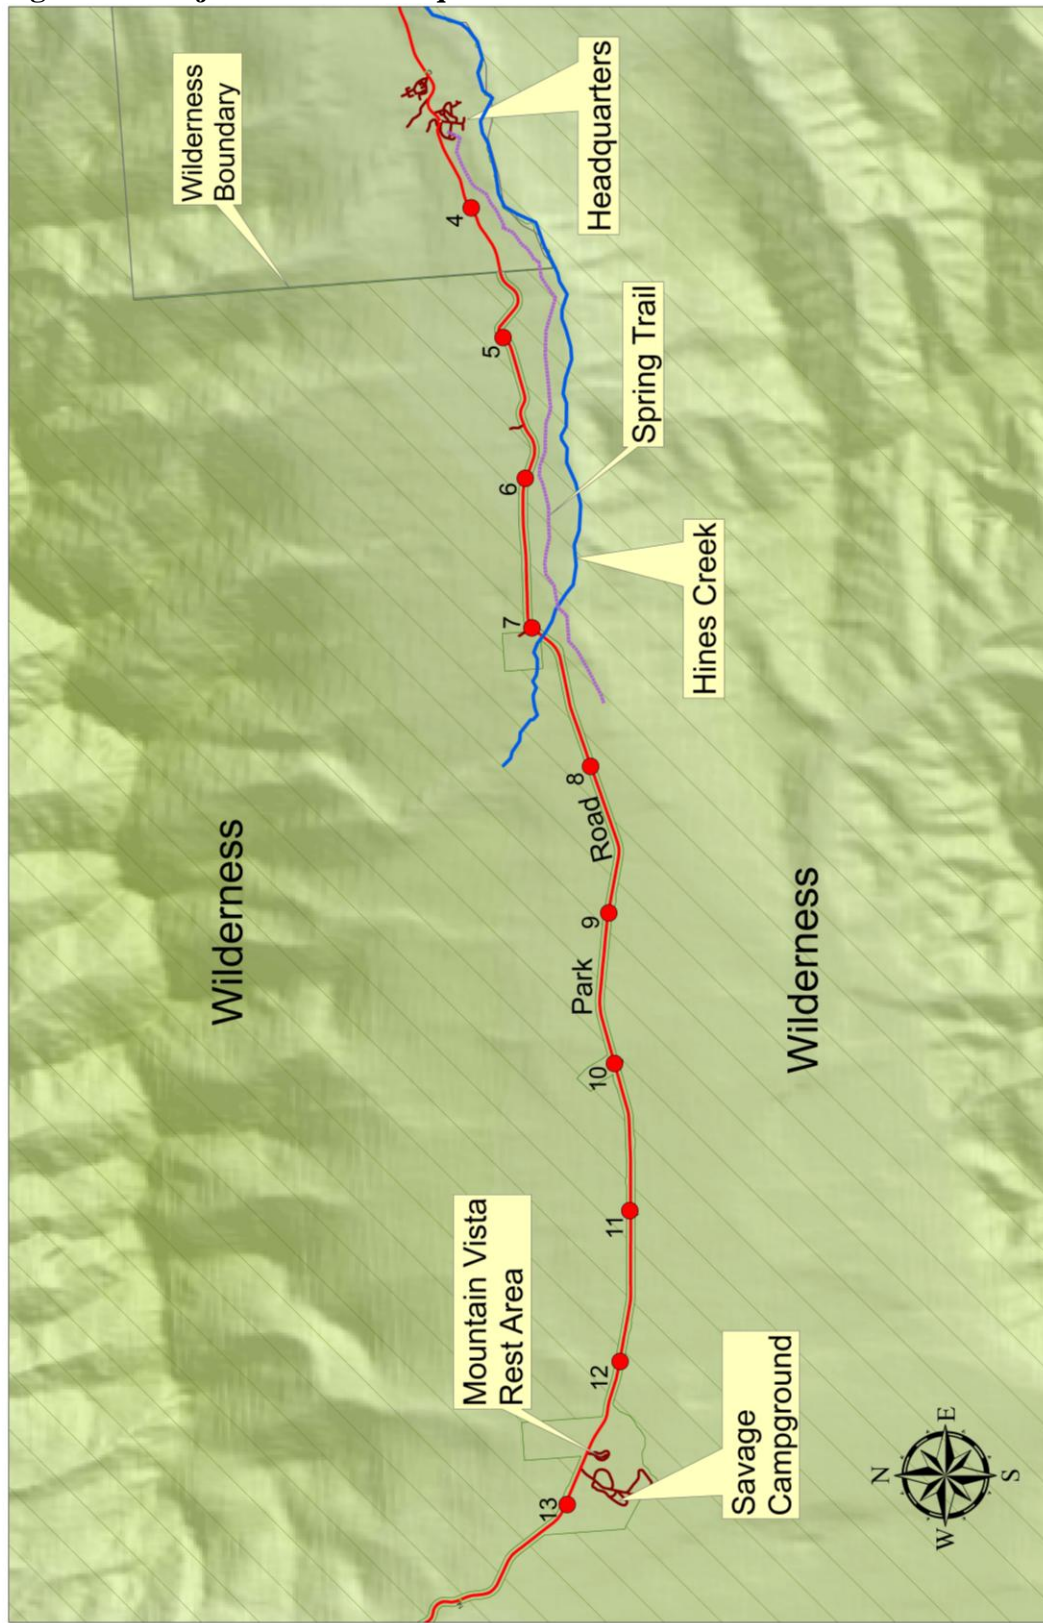 Wilderness
Boundary
Headquarters
4
5
Spring Trail
6
Hines Creek
7
8
Road
Wilderness
9
Park
Wilderness
10
11
Mountain Vista
Rest Area
12
Savage
Campground
13
N
E
S
W